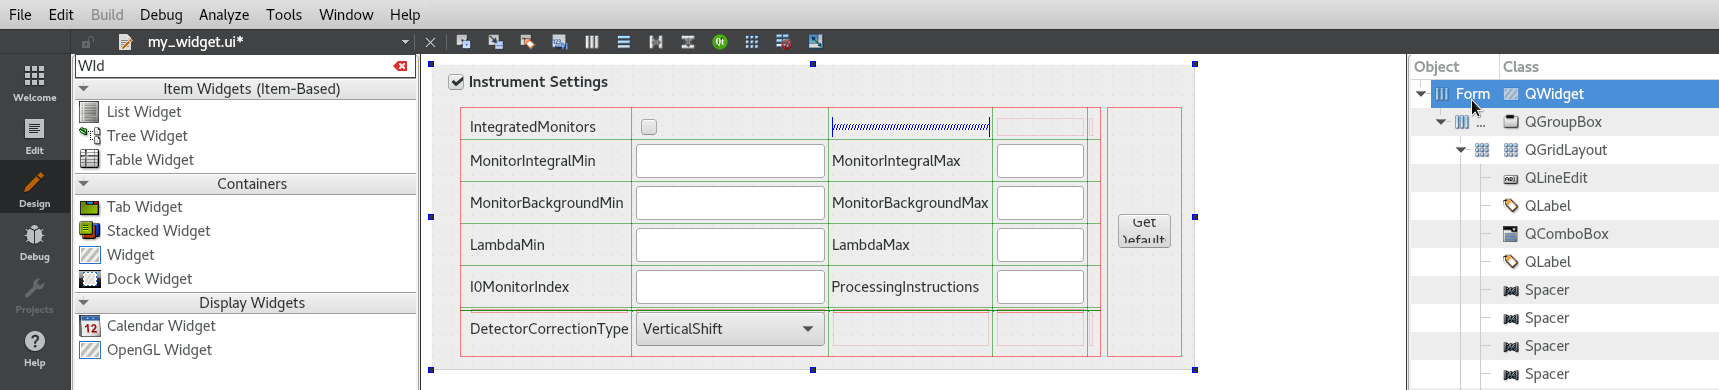 File Edit Build Debug Analyze Tools Window Help
my_widget.ui*
Welcome
Edit
Design
Debug
Projects
Help
WId
Item Widgets (Item-Based)
List Widget
Tree Widget
Table Widget
Containers
Tab Widget
Stacked Widget
Widget
Dock Widget
Display Widgets
12 Calendar Widget
OpenGL Widget
Instrument Settings
IntegratedMonitors
MonitorIntegralMin MonitorIntegralMax
MonitorBackgroundMin MonitorBackgroundMax
LambdaMin LambdaMax
I0MonitorIndex ProcessingInstructions
DetectorCorrectionType VerticalShift
Get
Default
Object Class
Form QWidget
... QGroupBox
QGridLayout
QLineEdit
QLabel
QComboBox
QLabel
Spacer
Spacer
Spacer
Spacer